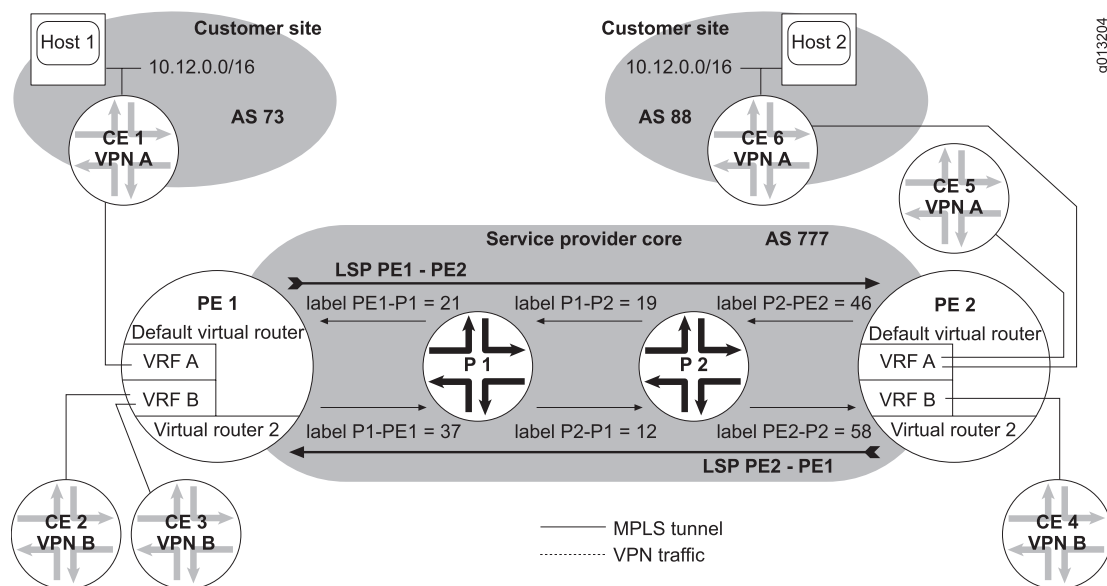 Host 1
Customer site
10.12.0.0/16
AS 73
CE 1
VPN A
Customer site
Host 2
10.12.0.0/16
AS 88
CE 6
VPN A
g013204
CE 5
VPN A
Service provider core
AS 777
LSP PE1 - PE2
label PE1-P1 = 21
label P1-P2 = 19
label P2-PE2 = 46
PE 1
Default virtual router
VRF A
VRF B
Virtual router 2
P 1
P 2
PE 2
Default virtual router
VRF A
VRF B
Virtual router 2
label P1-PE1 = 37
label P2-P1 = 12
label PE2-P2 = 58
LSP PE2 - PE1
CE 2
VPN B
CE 3
VPN B
MPLS tunnel
VPN traffic
CE 4
VPN B